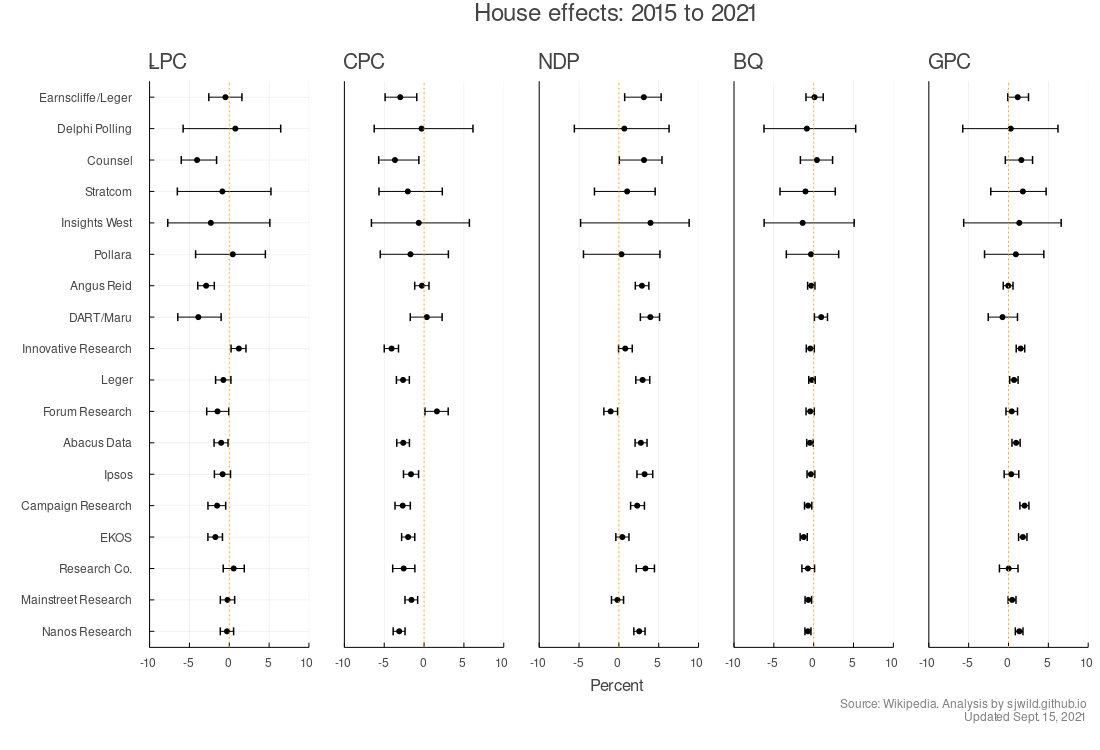 House effects: 2015 to 2021
LPC CPC NDP BQ GPC
Earnscliffe/Leger
Delphi Polling
Counsel
Stratcom
Insights West
Pollara
Angus Reid
DART/Maru
Innovative Research
Leger
Forum Research
Abacus Data
Ipsos
Campaign Research
EKOS
Research Co.
Mainstreet Research
Nanos Research
-10 -5 0 5 10 -10 -5 0 5 10 -10 -5 0 5 10 -10 -5 0 5 10 -10 -5 0 5 10
Percent
Source: Wikipedia. Analysis by sjwild.github.io
Updated Sept. 15, 2021